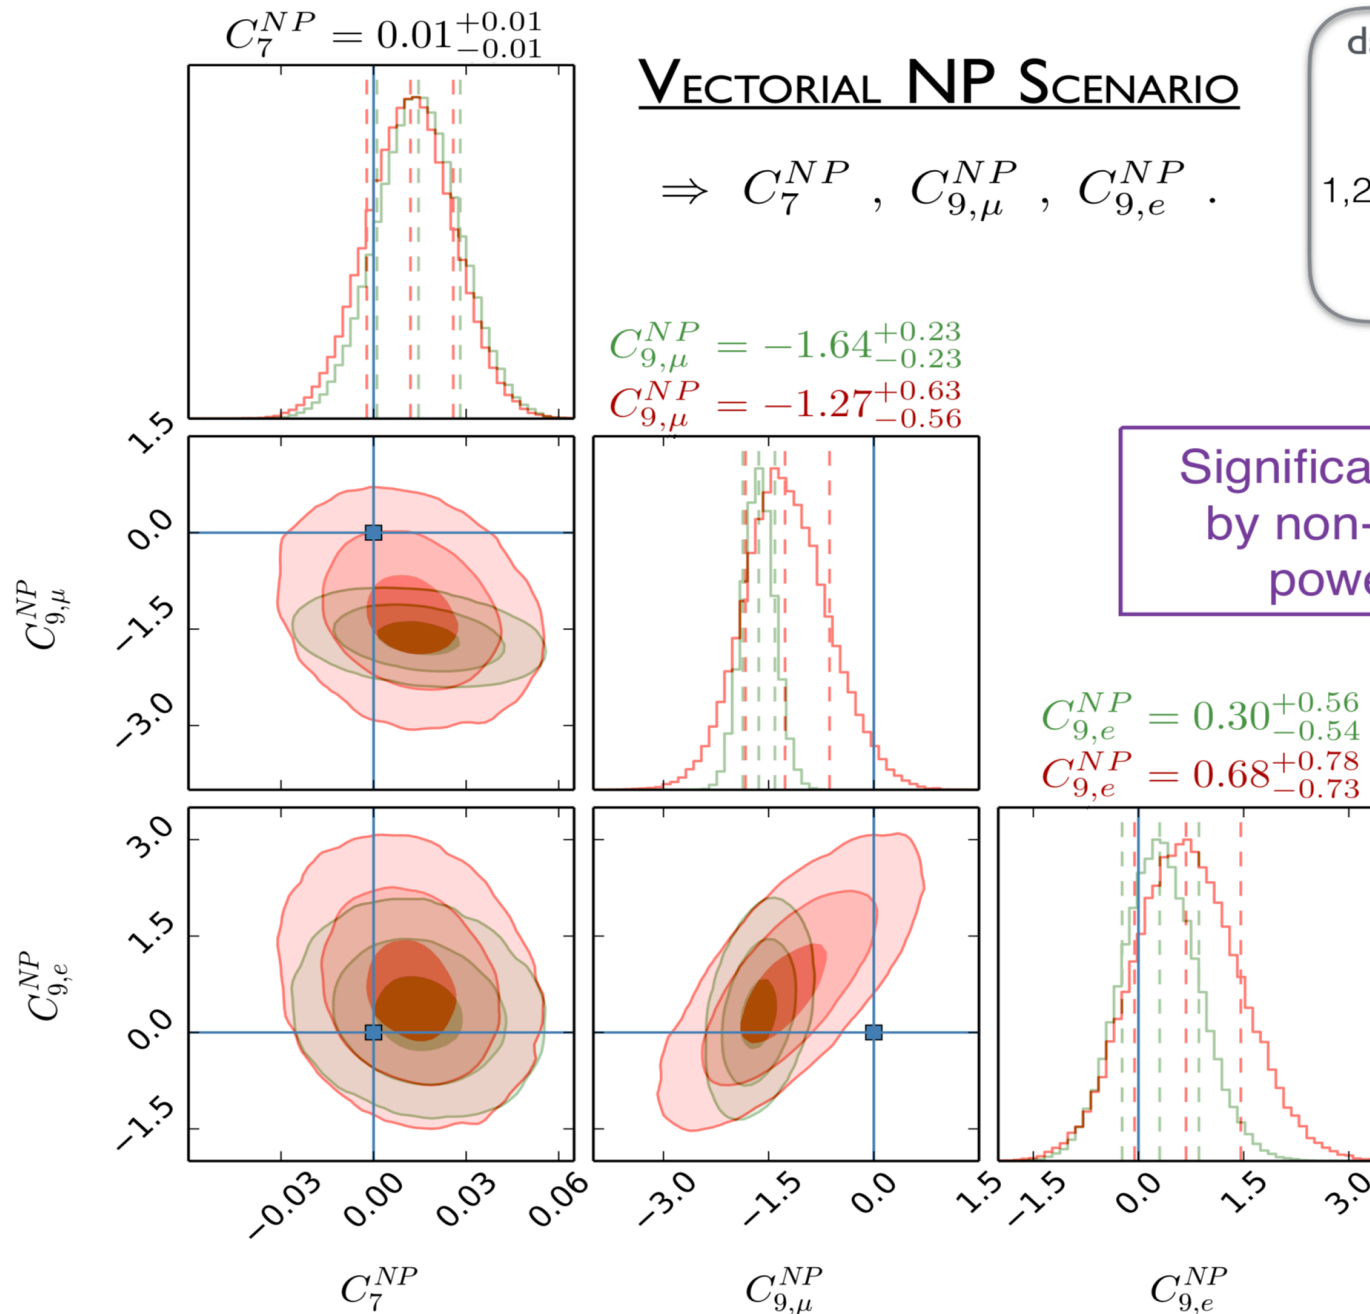 C_7^{NP} = 0.01^{+0.01}_{-0.01}
VECTORIAL NP SCENARIO
⇒ C_7^{NP} , C_{9,μ}^{NP} , C_{9,e}^{NP} .
1,2
C_{9,μ}^{NP} = −1.64^{+0.23}_{-0.23}
C_{9,μ}^{NP} = −1.27^{+0.63}_{-0.56}
by non-
C_{9,e}^{NP} = 0.30^{+0.56}_{-0.54}
C_{9,e}^{NP} = 0.68^{+0.78}_{-0.73}
1.5
0.0
−1.5
−3.0
C_{9,μ}^{NP}
3.0
1.5
0.0
−1.5
C_{9,e}^{NP}
−0.03 0.00 0.03 0.06
−3.0 −1.5 0.0 1.5
−1.5 0.0 1.5 3.0
C_7^{NP}
C_{9,μ}^{NP}
C_{9,e}^{NP}